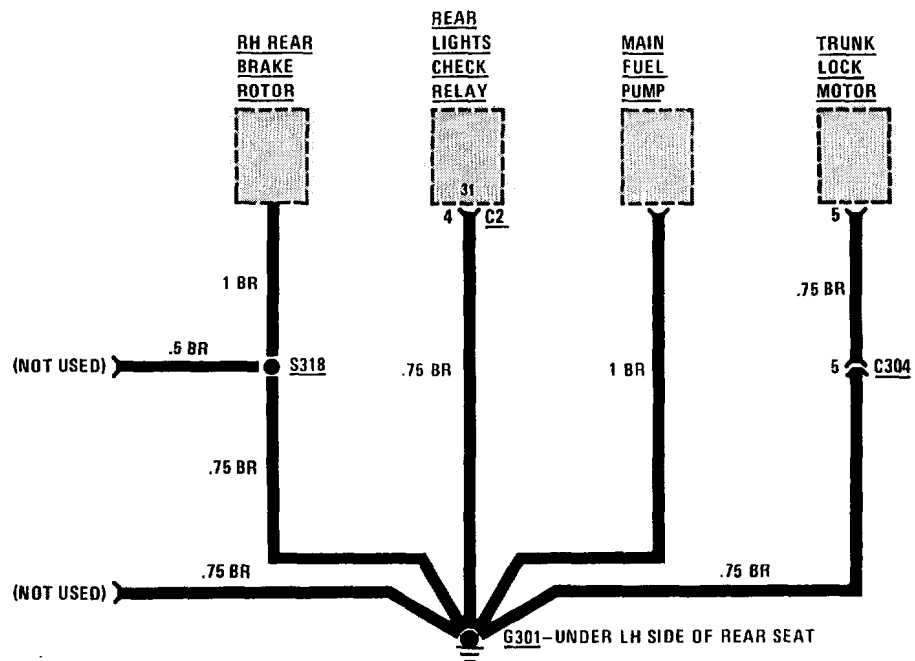 RH REAR
BRAKE
ROTOR
REAR
LIGHTS
CHECK
RELAY
MAIN
FUEL
PUMP
TRUNK
LOCK
MOTOR
31
4 C2
5
1 BR
.75 BR
(NOT USED) .5 BR S318
.75 BR
1 BR
5 C304
.75 BR
(NOT USED) .75 BR
.75 BR
G301-UNDER LH SIDE OF REAR SEAT